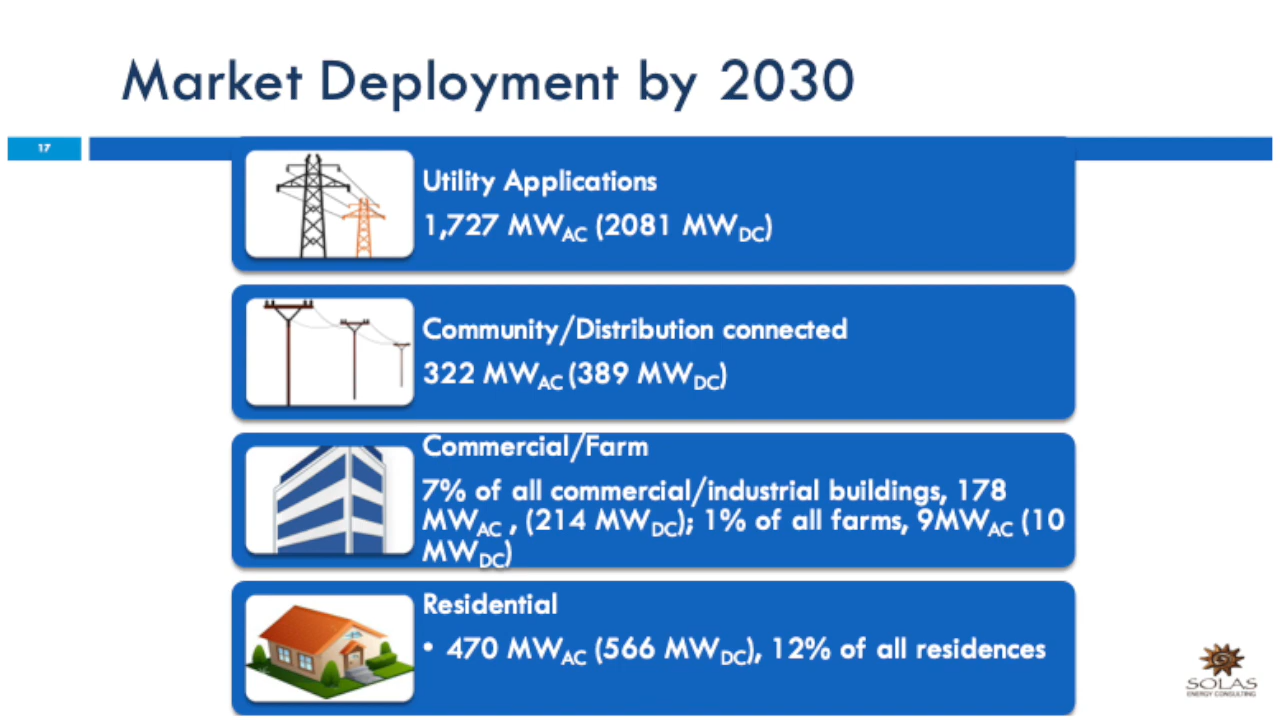 Market Deployment by 2030
17
Utility Applications
1,727 MWAC (2081 MWDC)
Community/Distribution connected
322 MWAC (389 MWDC)
Commercial/Farm
7% of all commercial/industrial buildings, 178
MWAC , (214 MWDC); 1% of all farms, 9MWAC (10
MWDC)
Residential
• 470 MWAC (566 MWDC), 12% of all residences
SOLAS
ENERGY CONSULTING